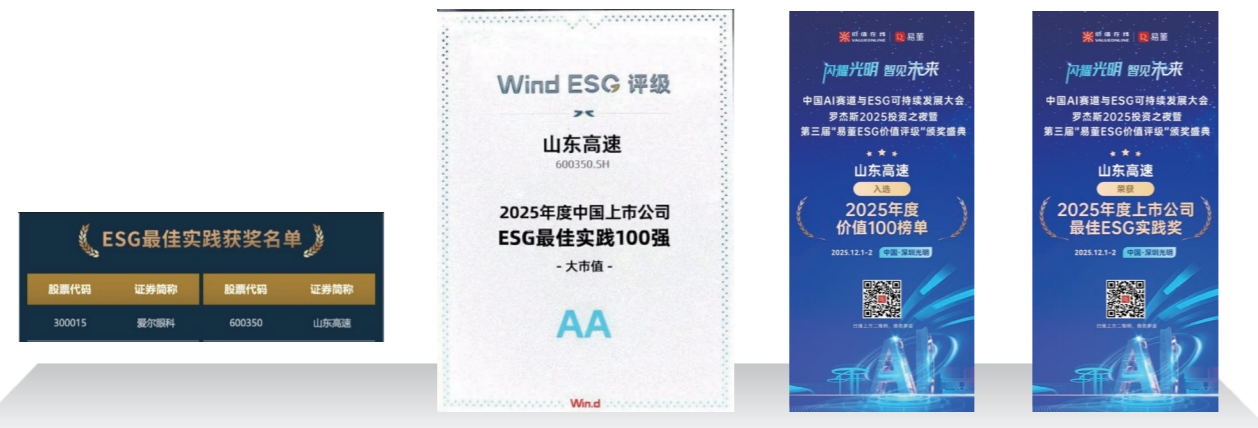 ESG最佳实践获奖名单
股票代码 证券简称 股票代码 证券简称
300015 爱尔眼科 600350 山东高速
Wind ESG 评级
山东高速
600350.SH
2025年度中国上市公司
ESG最佳实践100强
- 大市值 -
AA
Win.d
价值在线 VALUEONLINE 易董
闪耀光明 智见未来
中国AI赛道与ESG可持续发展大会
罗杰斯2025投资之夜暨
第三届"易董ESG价值评级"颁奖盛典
山东高速
入选
2025年度
价值100榜单
2025.12.1-2 中国·深圳光明
AI
价值在线 VALUEONLINE 易董
闪耀光明 智见未来
中国AI赛道与ESG可持续发展大会
罗杰斯2025投资之夜暨
第三届"易董ESG价值评级"颁奖盛典
山东高速
荣获
2025年度上市公司
最佳ESG实践奖
2025.12.1-2 中国·深圳光明
AI